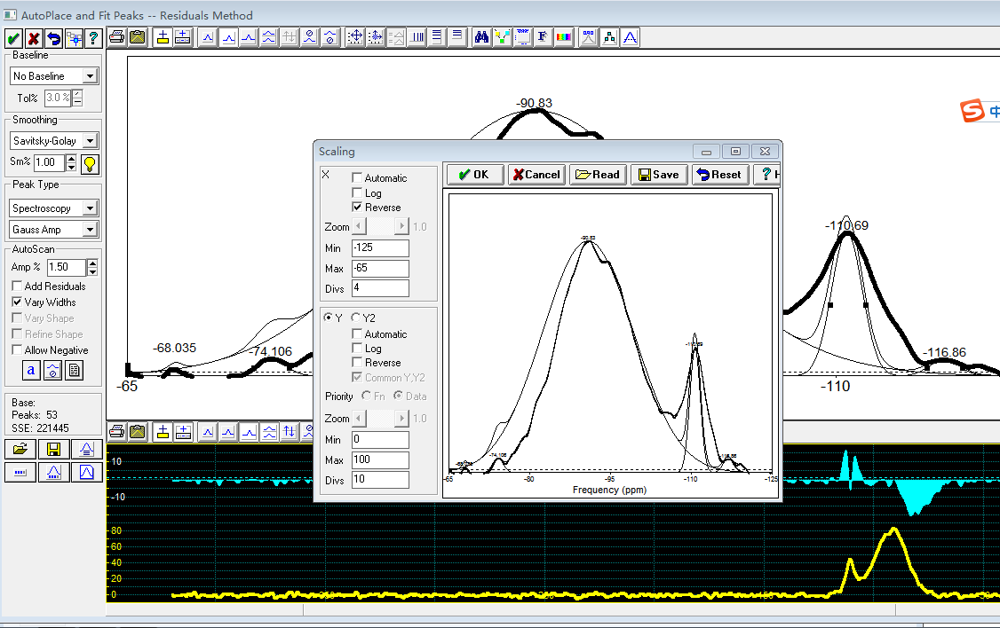 AutoPlace and Fit Peaks -- Residuals Method
Baseline
No Baseline
Tol% 3.0 %
Smoothing
Savitsky-Golay
Sm% 1.00
Peak Type
Spectroscopy
Gauss Amp
AutoScan
Amp % 1.50
Add Residuals
Vary Widths
Vary Shape
Refine Shape
Allow Negative
a
Base:
Peaks: 53
SSE: 221445
-90.83
-68.035
-74.106
-65
-110.69
-116.86
-110
S 中
Scaling
X
Automatic
Log
Reverse
Zoom 1.0
Min -125
Max -65
Divs 4
Y Y2
Automatic
Log
Reverse
Common Y,Y2
Priority Fn Data
Zoom 1.0
Min 0
Max 100
Divs 10
OK
Cancel
Read
Save
Reset
? H
-90.83
-74.106
-65 -80 -95 -110 -125
Frequency (ppm)
10
-10
80
60
40
20
0